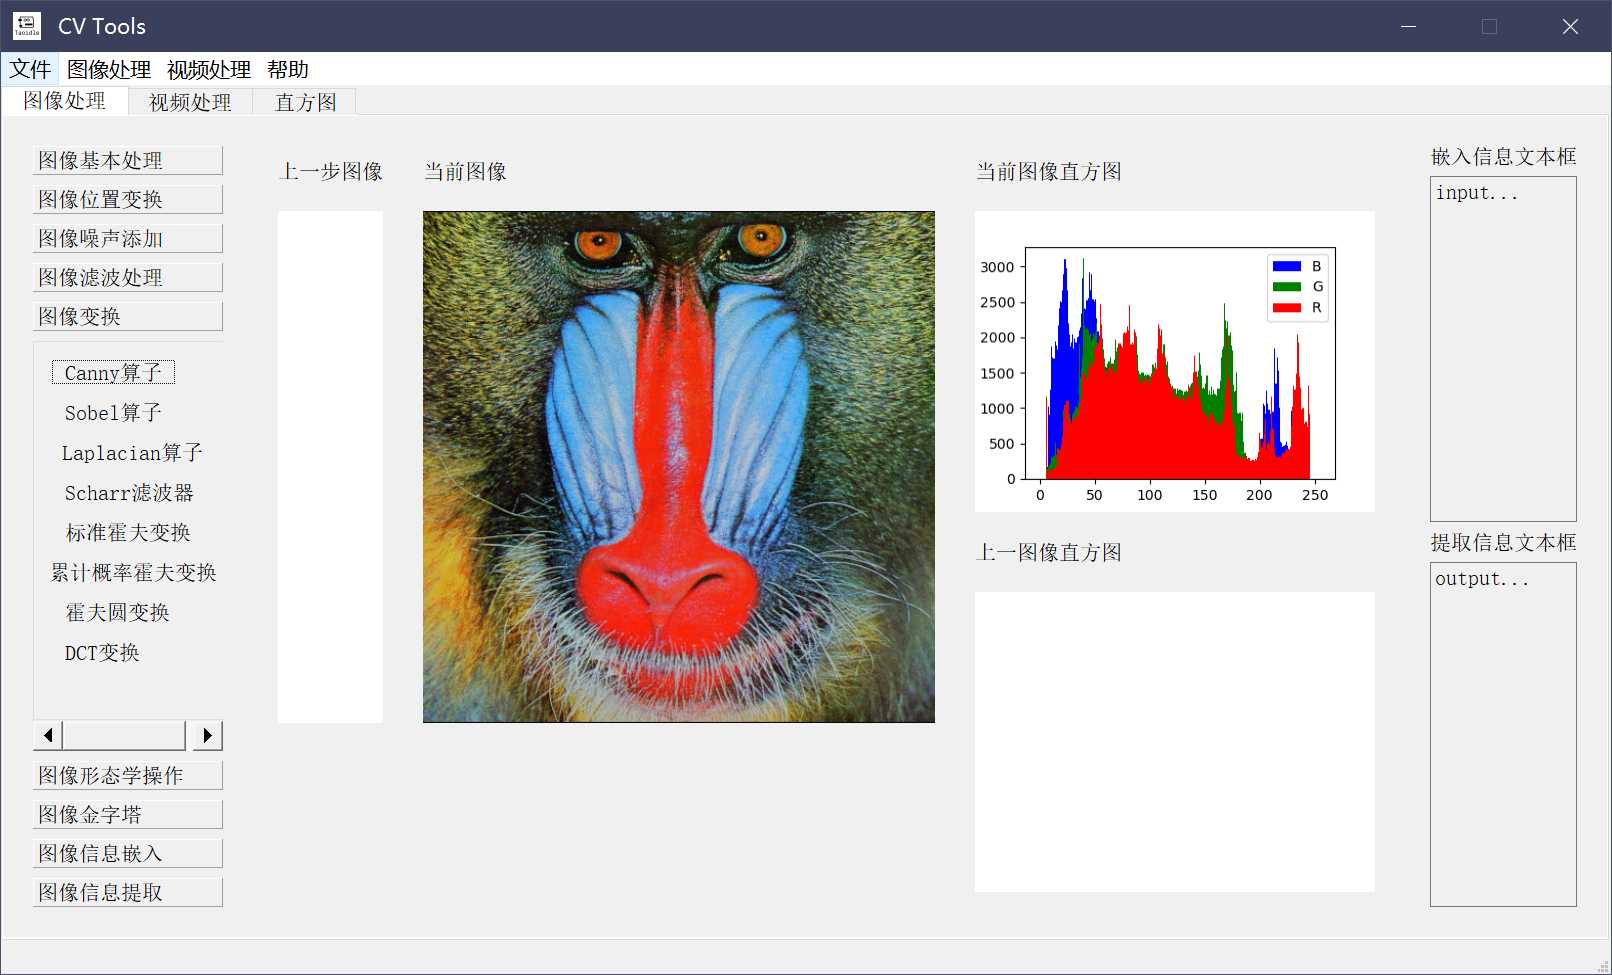 CV Tools
文件 图像处理 视频处理 帮助
图像处理 视频处理 直方图
图像基本处理
图像位置变换
图像噪声添加
图像滤波处理
图像变换
Canny算子
Sobel算子
Laplacian算子
Scharr滤波器
标准霍夫变换
累计概率霍夫变换
霍夫圆变换
DCT变换
图像形态学操作
图像金字塔
图像信息嵌入
图像信息提取
上一步图像
当前图像
当前图像直方图
B
G
R
3000
2500
2000
1500
1000
500
0
0 50 100 150 200 250
上一图像直方图
嵌入信息文本框
input...
提取信息文本框
output...